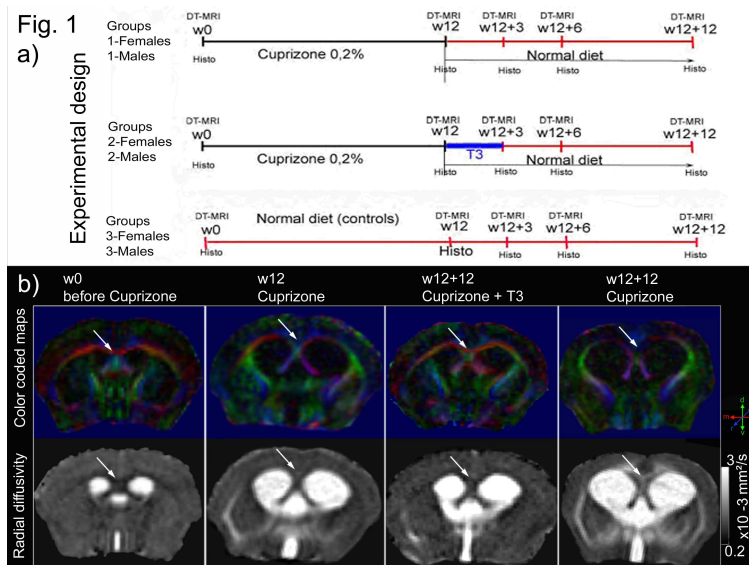 Fig. 1
a)
Experimental design
Groups
1-Females
1-Males
DT-MRI DT-MRI DT-MRI DT-MRI DT-MRI
w0 w12 w12+3 w12+6 w12+12
Cuprizone 0,2% Normal diet
Histo Histo Histo Histo Histo
Groups
2-Females
2-Males
DT-MRI DT-MRI DT-MRI DT-MRI DT-MRI
w0 w12 w12+3 w12+6 w12+12
T3
Cuprizone 0,2% Normal diet
Histo Histo Histo Histo Histo
Groups
3-Females
3-Males
Normal diet (controls)
DT-MRI DT-MRI DT-MRI DT-MRI DT-MRI
w0 w12 w12+3 w12+6 w12+12
Histo Histo Histo Histo Histo
b)
w0
before Cuprizone
w12
Cuprizone
w12+12
Cuprizone + T3
w12+12
Cuprizone
Color coded maps
Radial diffusivity
3
x10 -3 mm²/s
0.2